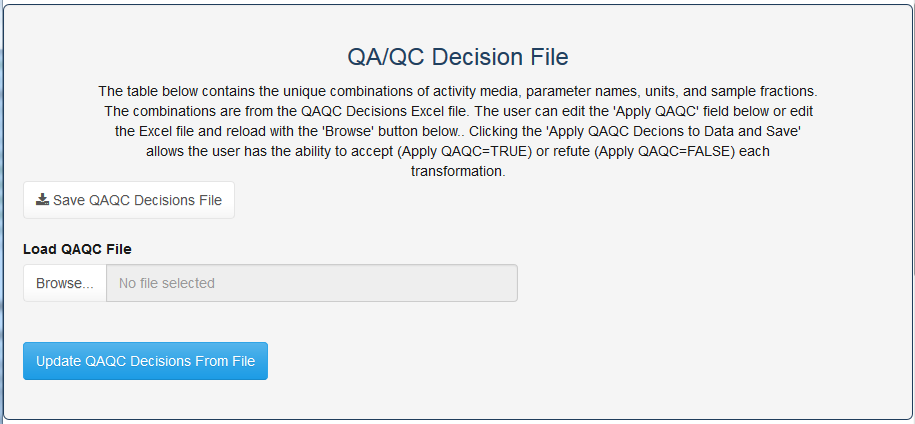 QA/QC Decision File
The table below contains the unique combinations of activity media, parameter names, units, and sample fractions.
The combinations are from the QAQC Decisions Excel file. The user can edit the 'Apply QAQC' field below or edit
the Excel file and reload with the 'Browse' button below.. Clicking the 'Apply QAQC Decions to Data and Save'
allows the user has the ability to accept (Apply QAQC=TRUE) or refute (Apply QAQC=FALSE) each
transformation.
Save QAQC Decisions File
Load QAQC File
Browse... No file selected
Update QAQC Decisions From File